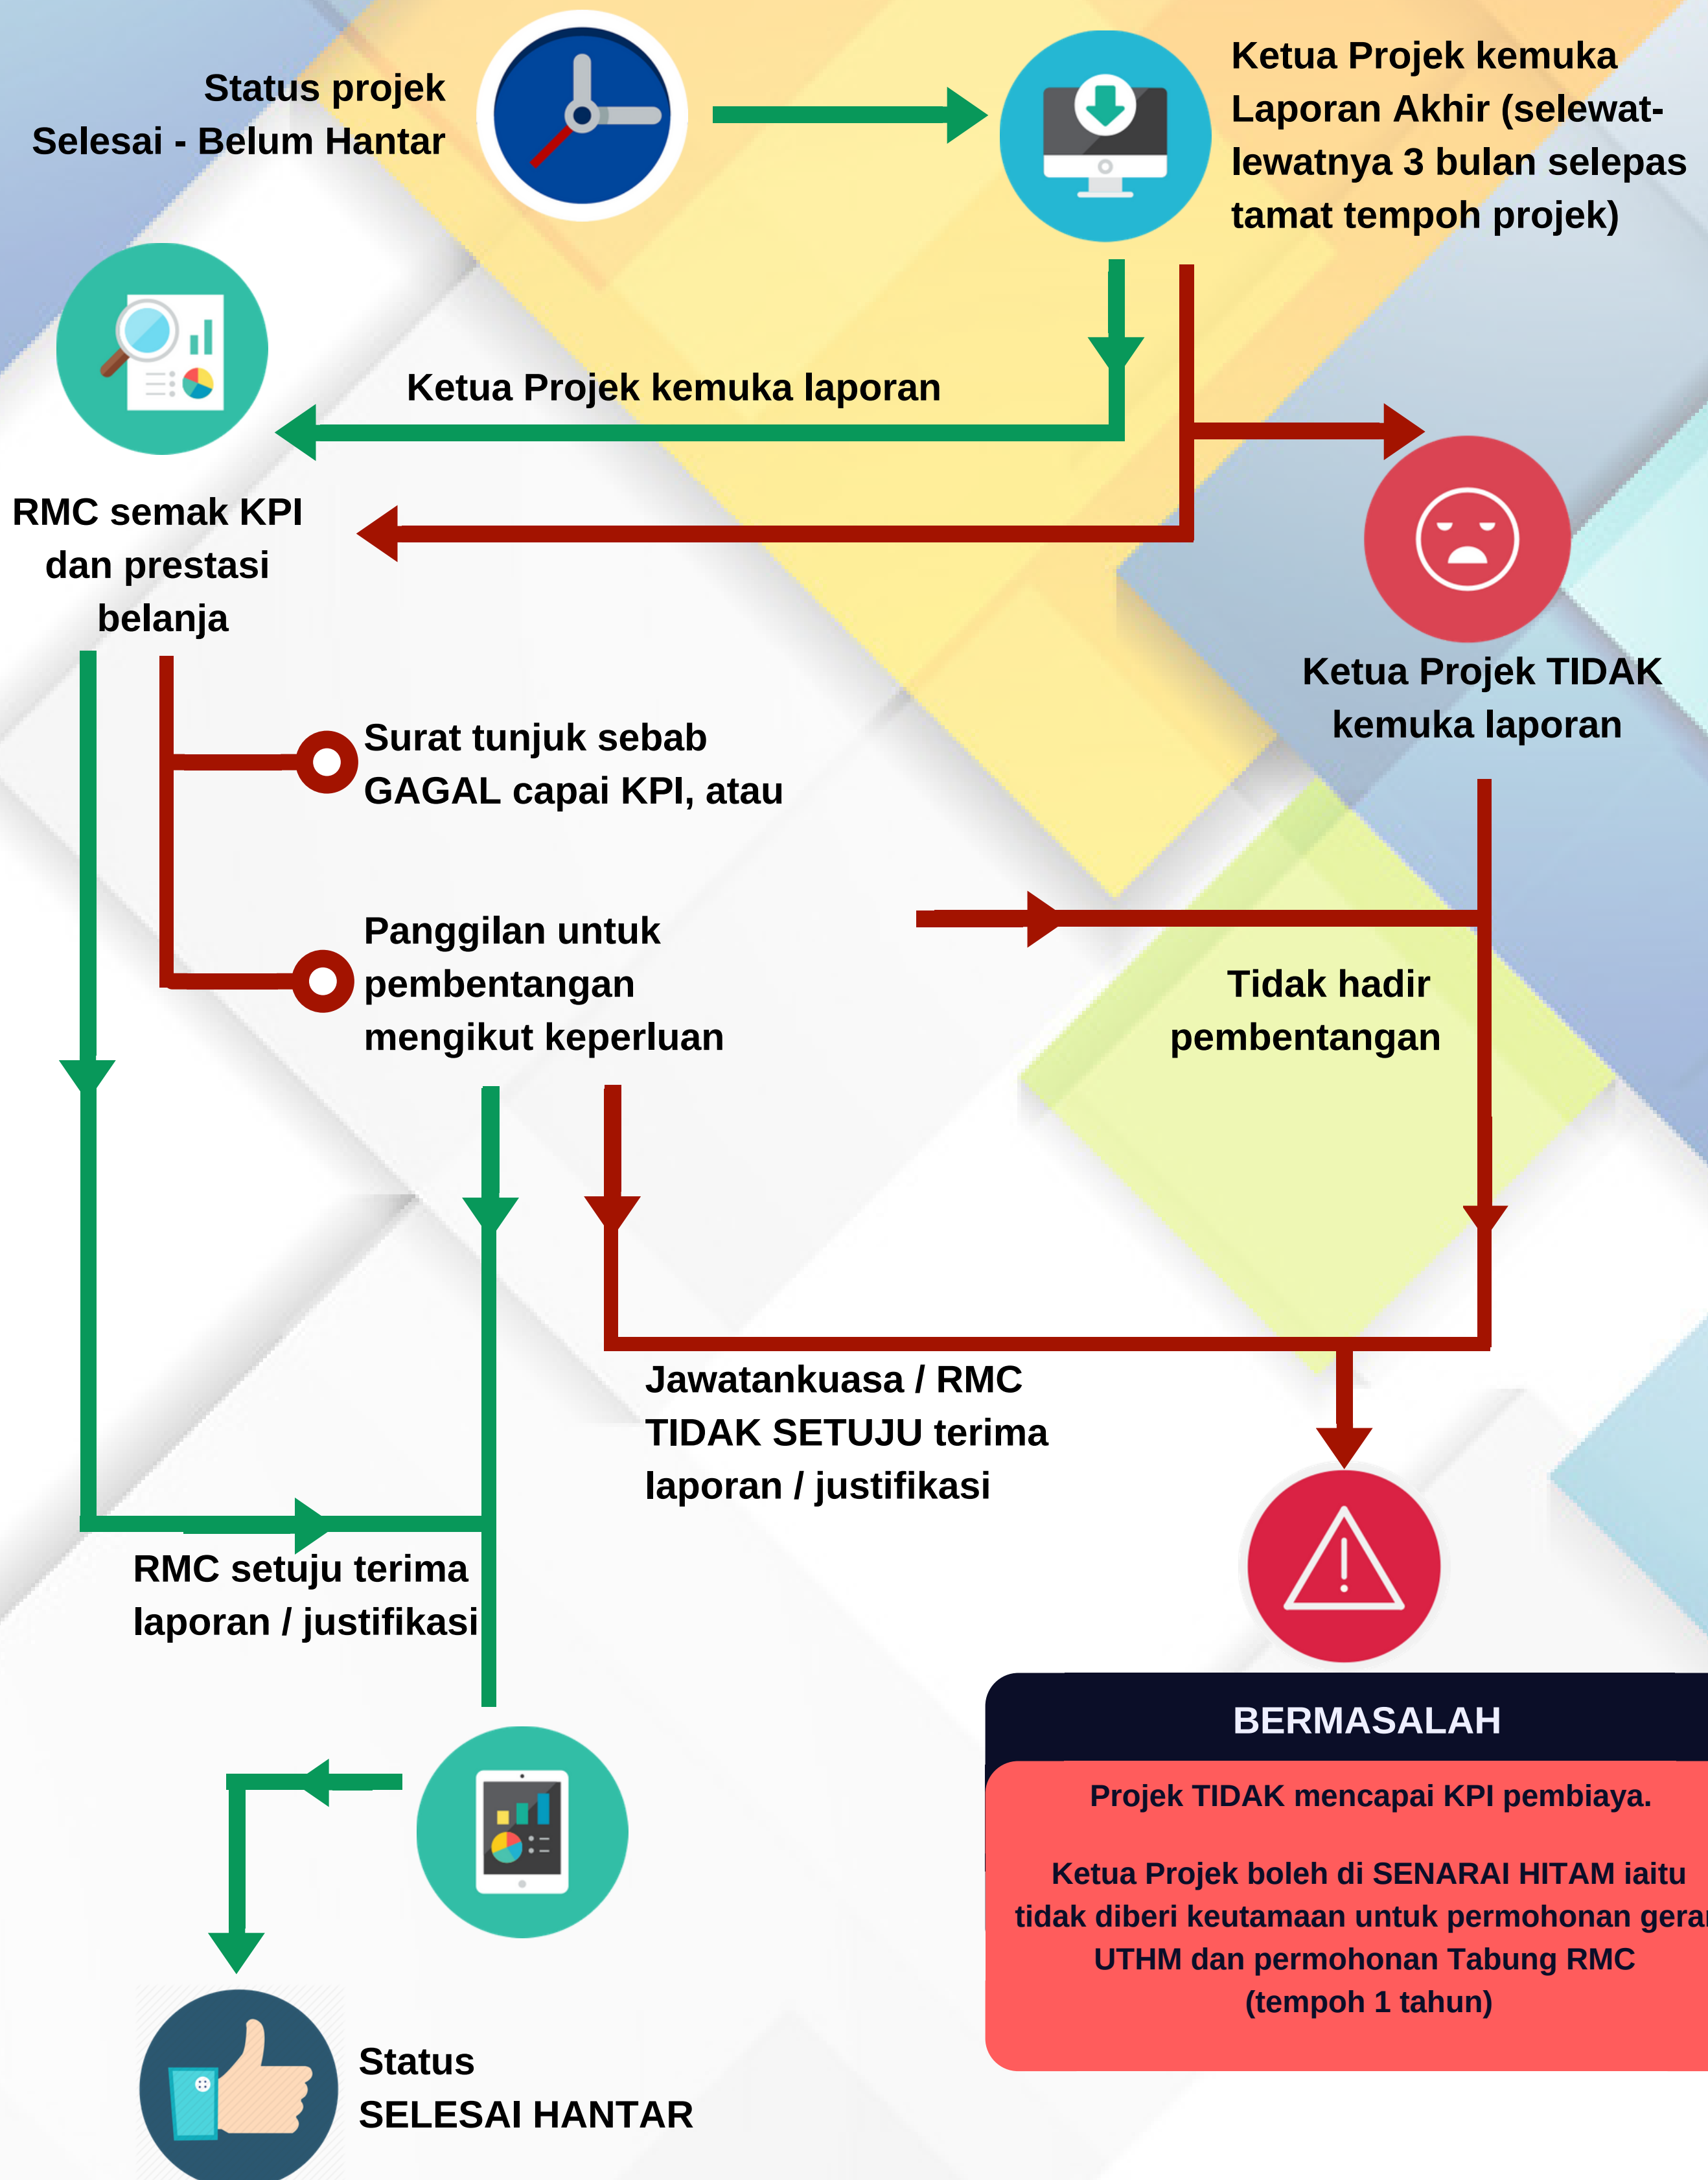 Status projek
Selesai - Belum Hantar
Ketua Projek kemuka
Laporan Akhir (selewat-
lewatnya 3 bulan selepas
tamat tempoh projek)
Ketua Projek kemuka laporan
RMC semak KPI
dan prestasi
belanja
Ketua Projek TIDAK
kemuka laporan
Surat tunjuk sebab
GAGAL capai KPI, atau
Panggilan untuk
pembentangan
mengikut keperluan
Tidak hadir
pembentangan
Jawatankuasa / RMC
TIDAK SETUJU terima
laporan / justifikasi
RMC setuju terima
laporan / justifikasi
BERMASALAH
Projek TIDAK mencapai KPI pembiaya.
Ketua Projek boleh di SENARAI HITAM iaitu
tidak diberi keutamaan untuk permohonan geran
UTHM dan permohonan Tabung RMC
(tempoh 1 tahun)
Status
SELESAI HANTAR